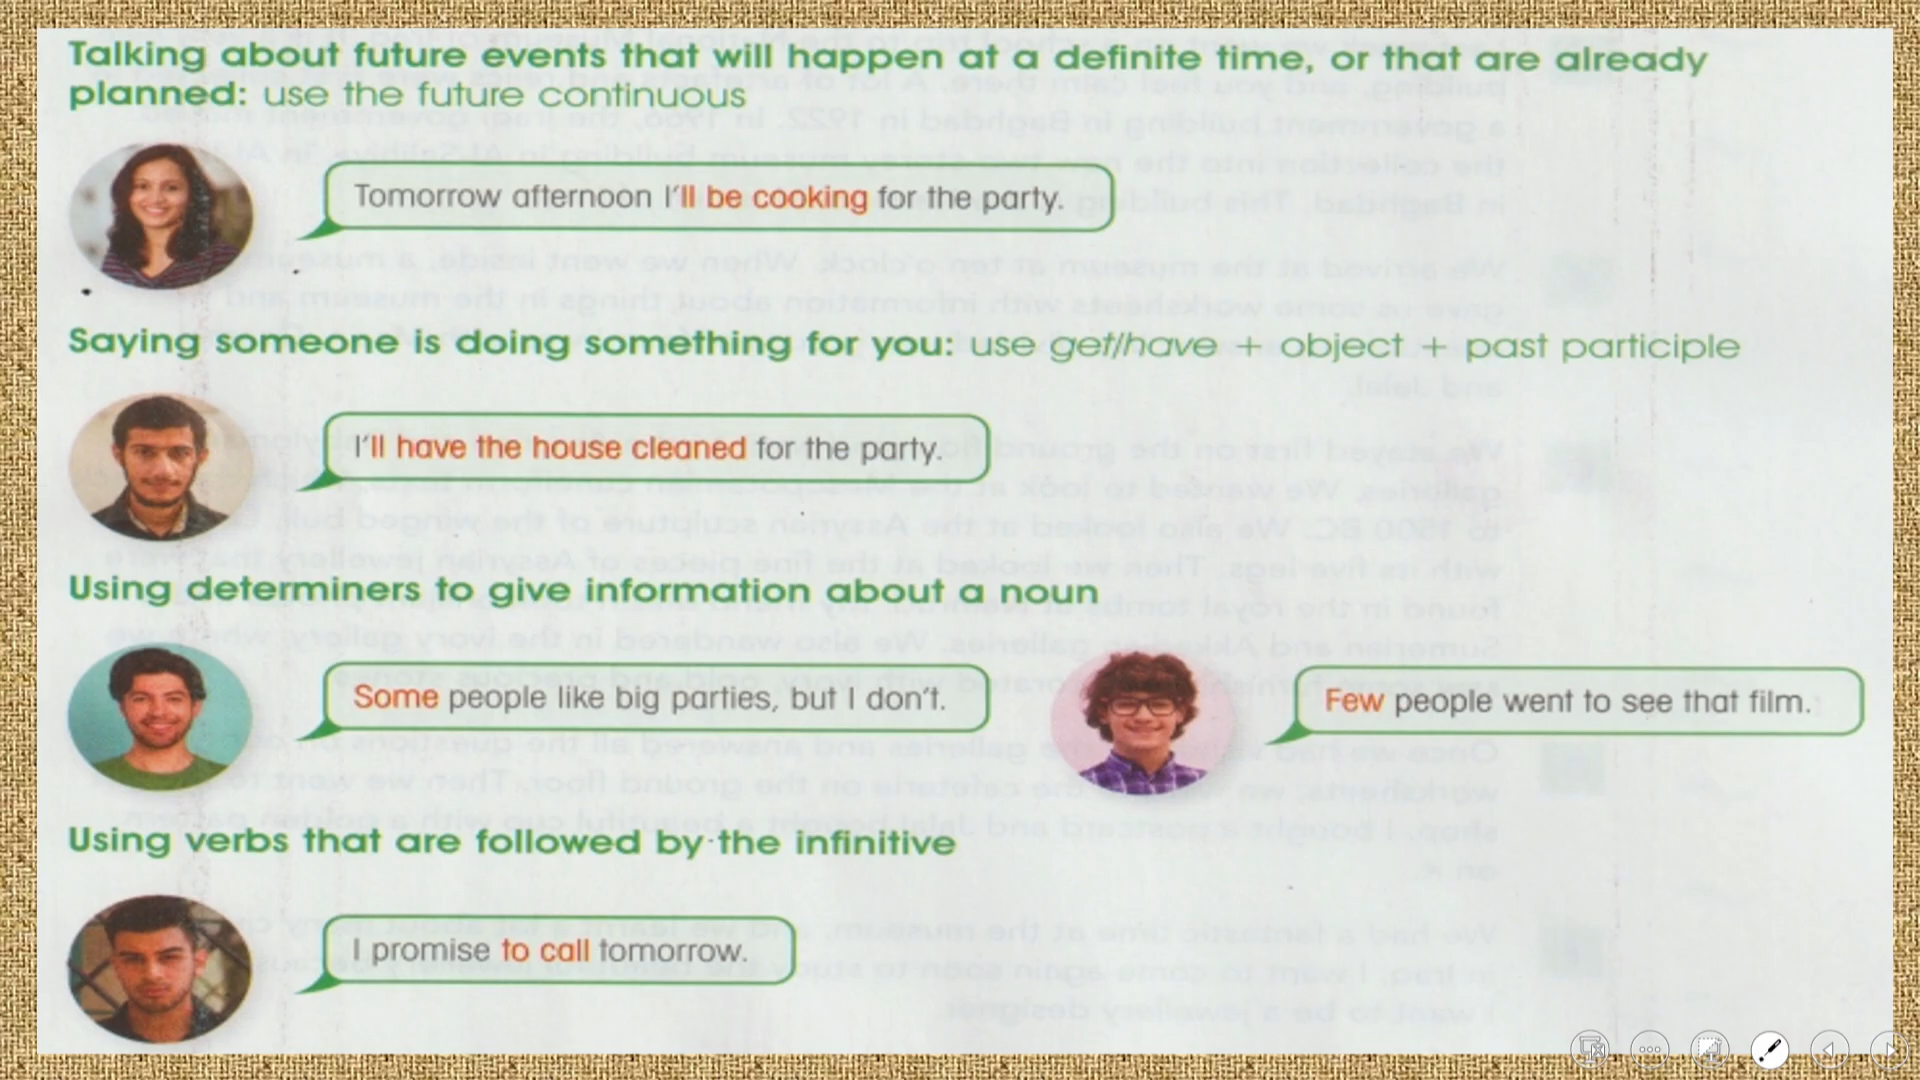 Talking about future events that will happen at a definite time, or that are already
planned: use the future continuous
Tomorrow afternoon I'll be cooking for the party.
Saying someone is doing something for you: use get/have + object + past participle
I'll have the house cleaned for the party.
Using determiners to give information about a noun
Some people like big parties, but I don't.
Few people went to see that film.
Using verbs that are followed by the infinitive
I promise to call tomorrow.